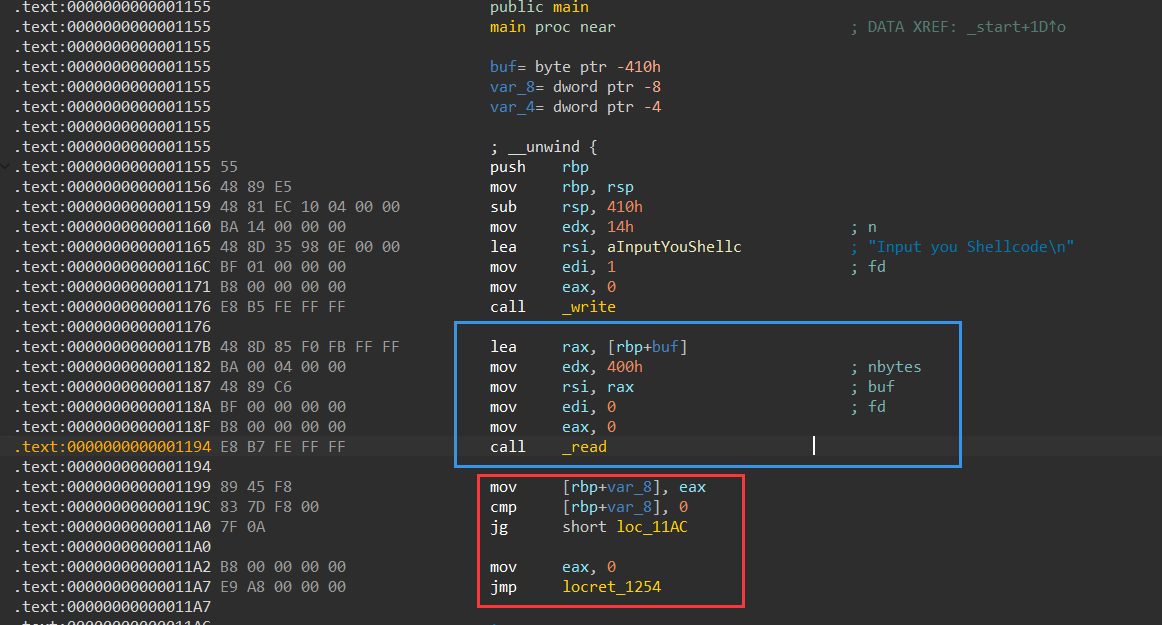 .text:0000000000001155 public main
.text:0000000000001155 main proc near ; DATA XREF: _start+1D↑o
.text:0000000000001155
.text:0000000000001155 buf= byte ptr -410h
.text:0000000000001155 var_8= dword ptr -8
.text:0000000000001155 var_4= dword ptr -4
.text:0000000000001155
.text:0000000000001155 ; __unwind {
.text:0000000000001155 55 push rbp
.text:0000000000001156 48 89 E5 mov rbp, rsp
.text:0000000000001159 48 81 EC 10 04 00 00 sub rsp, 410h
.text:0000000000001160 BA 14 00 00 00 mov edx, 14h ; n
.text:0000000000001165 48 8D 35 98 0E 00 00 lea rsi, aInputYouShellc ; "Input you Shellcode\n"
.text:000000000000116C BF 01 00 00 00 mov edi, 1 ; fd
.text:0000000000001171 B8 00 00 00 00 mov eax, 0
.text:0000000000001176 E8 B5 FE FF FF call _write
.text:0000000000001176
.text:000000000000117B 48 8D 85 F0 FB FF FF lea rax, [rbp+buf]
.text:0000000000001182 BA 00 04 00 00 mov edx, 400h ; nbytes
.text:0000000000001187 48 89 C6 mov rsi, rax ; buf
.text:000000000000118A BF 00 00 00 00 mov edi, 0 ; fd
.text:000000000000118F B8 00 00 00 00 mov eax, 0
.text:0000000000001194 E8 B7 FE FF FF call _read
.text:0000000000001194
.text:0000000000001199 89 45 F8 mov [rbp+var_8], eax
.text:000000000000119C 83 7D F8 00 cmp [rbp+var_8], 0
.text:00000000000011A0 7F 0A jg short loc_11AC
.text:00000000000011A0
.text:00000000000011A2 B8 00 00 00 00 mov eax, 0
.text:00000000000011A7 E9 A8 00 00 00 jmp locret_1254
.text:00000000000011A7